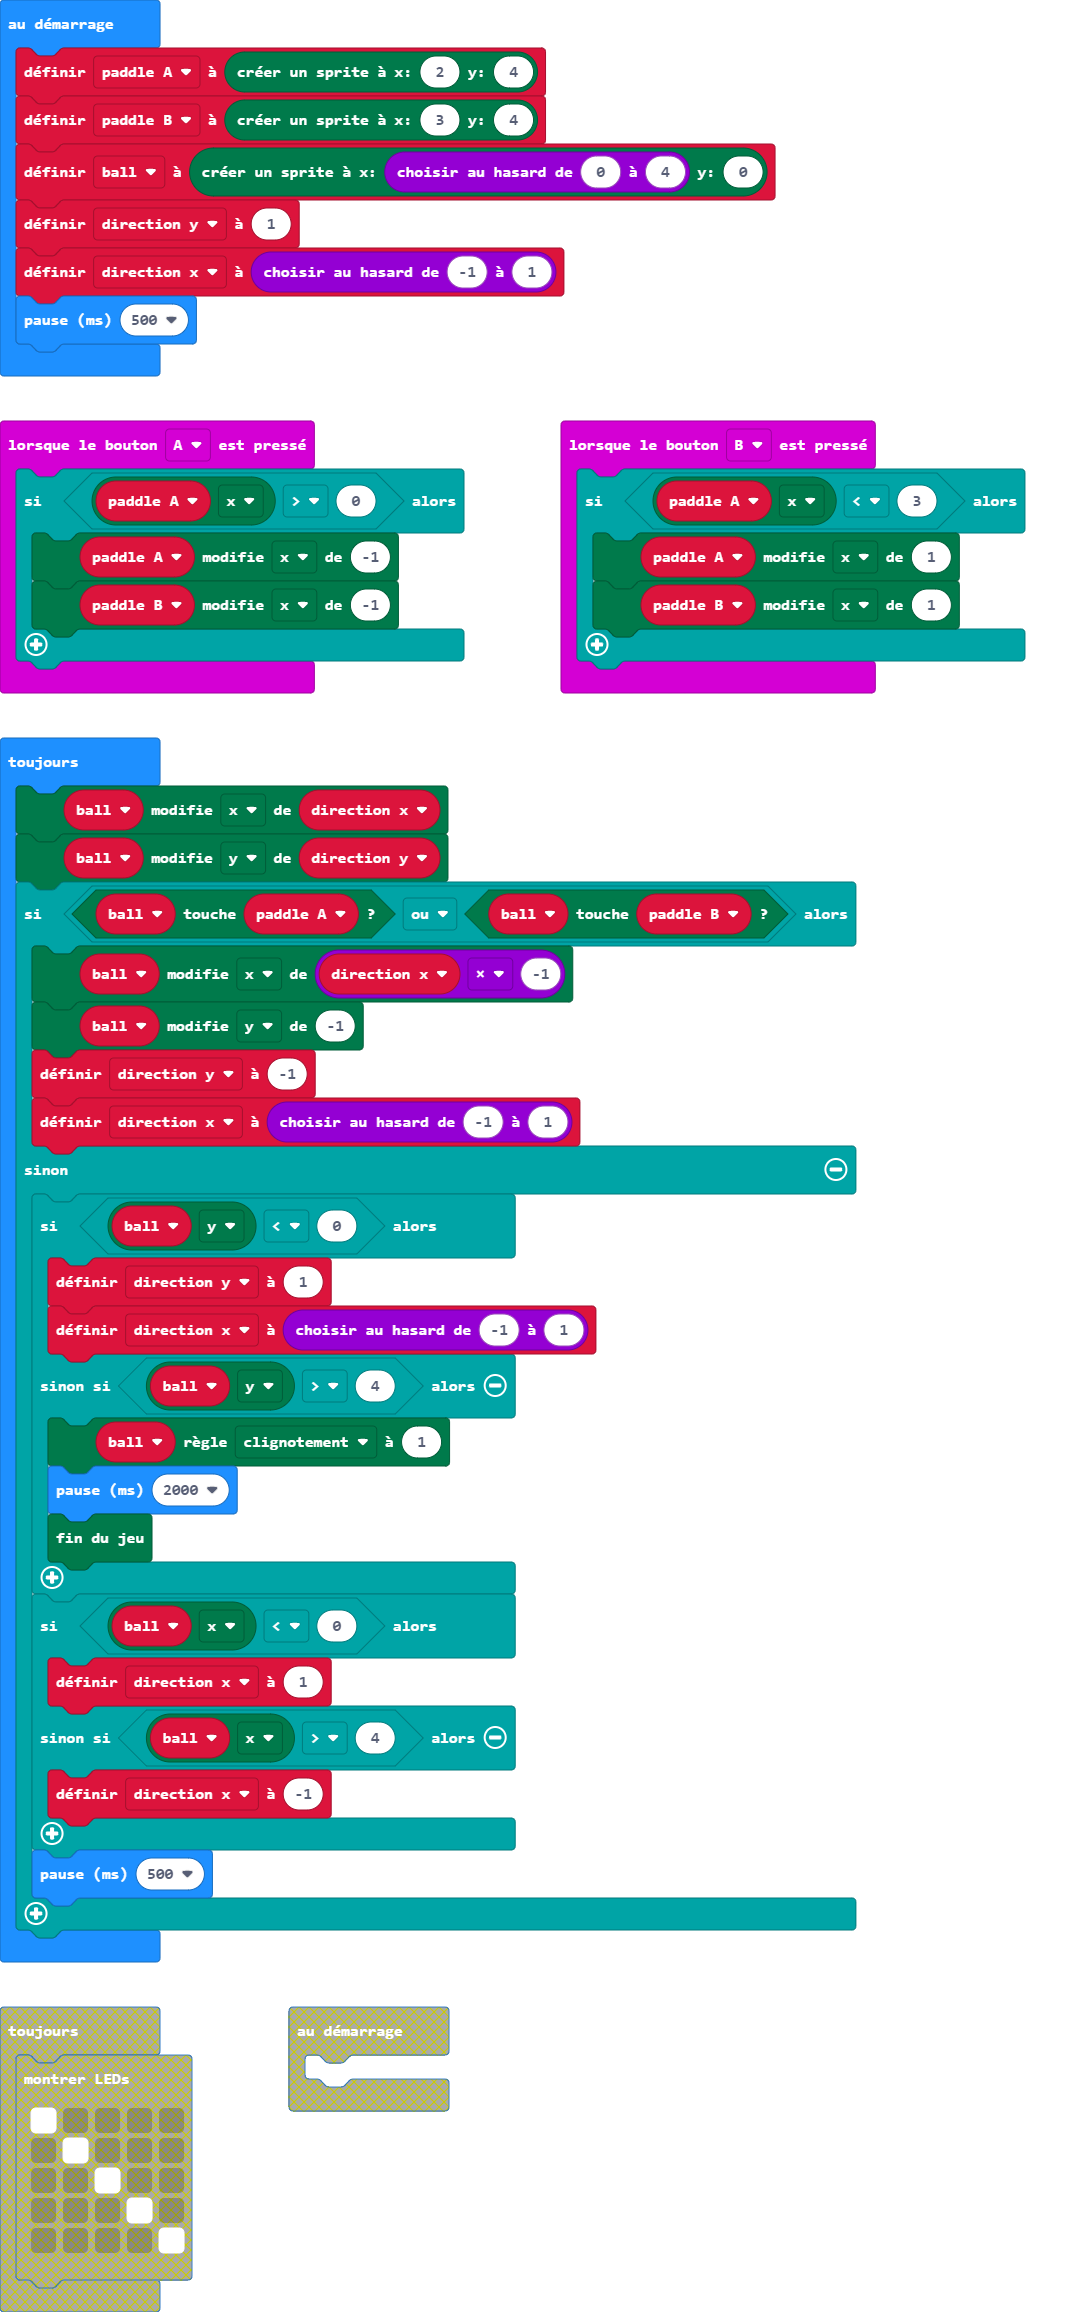 au démarrage
définir paddle A à créer un sprite à x: 2 y: 4
définir paddle B à créer un sprite à x: 3 y: 4
définir ball à créer un sprite à x: choisir au hasard de 0 à 4 y: 0
définir direction y à 1
définir direction x à choisir au hasard de -1 à 1
pause (ms) 500
lorsque le bouton A est pressé
si paddle A x > 0 alors
paddle A modifie x de -1
paddle B modifie x de -1
lorsque le bouton B est pressé
si paddle A x < 3 alors
paddle A modifie x de 1
paddle B modifie x de 1
toujours
ball modifie x de direction x
ball modifie y de direction y
si ball touche paddle A ? ou ball touche paddle B ? alors
ball modifie x de direction x × -1
ball modifie y de -1
définir direction y à -1
définir direction x à choisir au hasard de -1 à 1
sinon
si ball y < 0 alors
définir direction y à 1
définir direction x à choisir au hasard de -1 à 1
sinon si ball y > 4 alors
ball règle clignotement à 1
pause (ms) 2000
fin du jeu
si ball x < 0 alors
définir direction x à 1
sinon si ball x > 4 alors
définir direction x à -1
pause (ms) 500
toujours
montrer LEDs
au démarrage